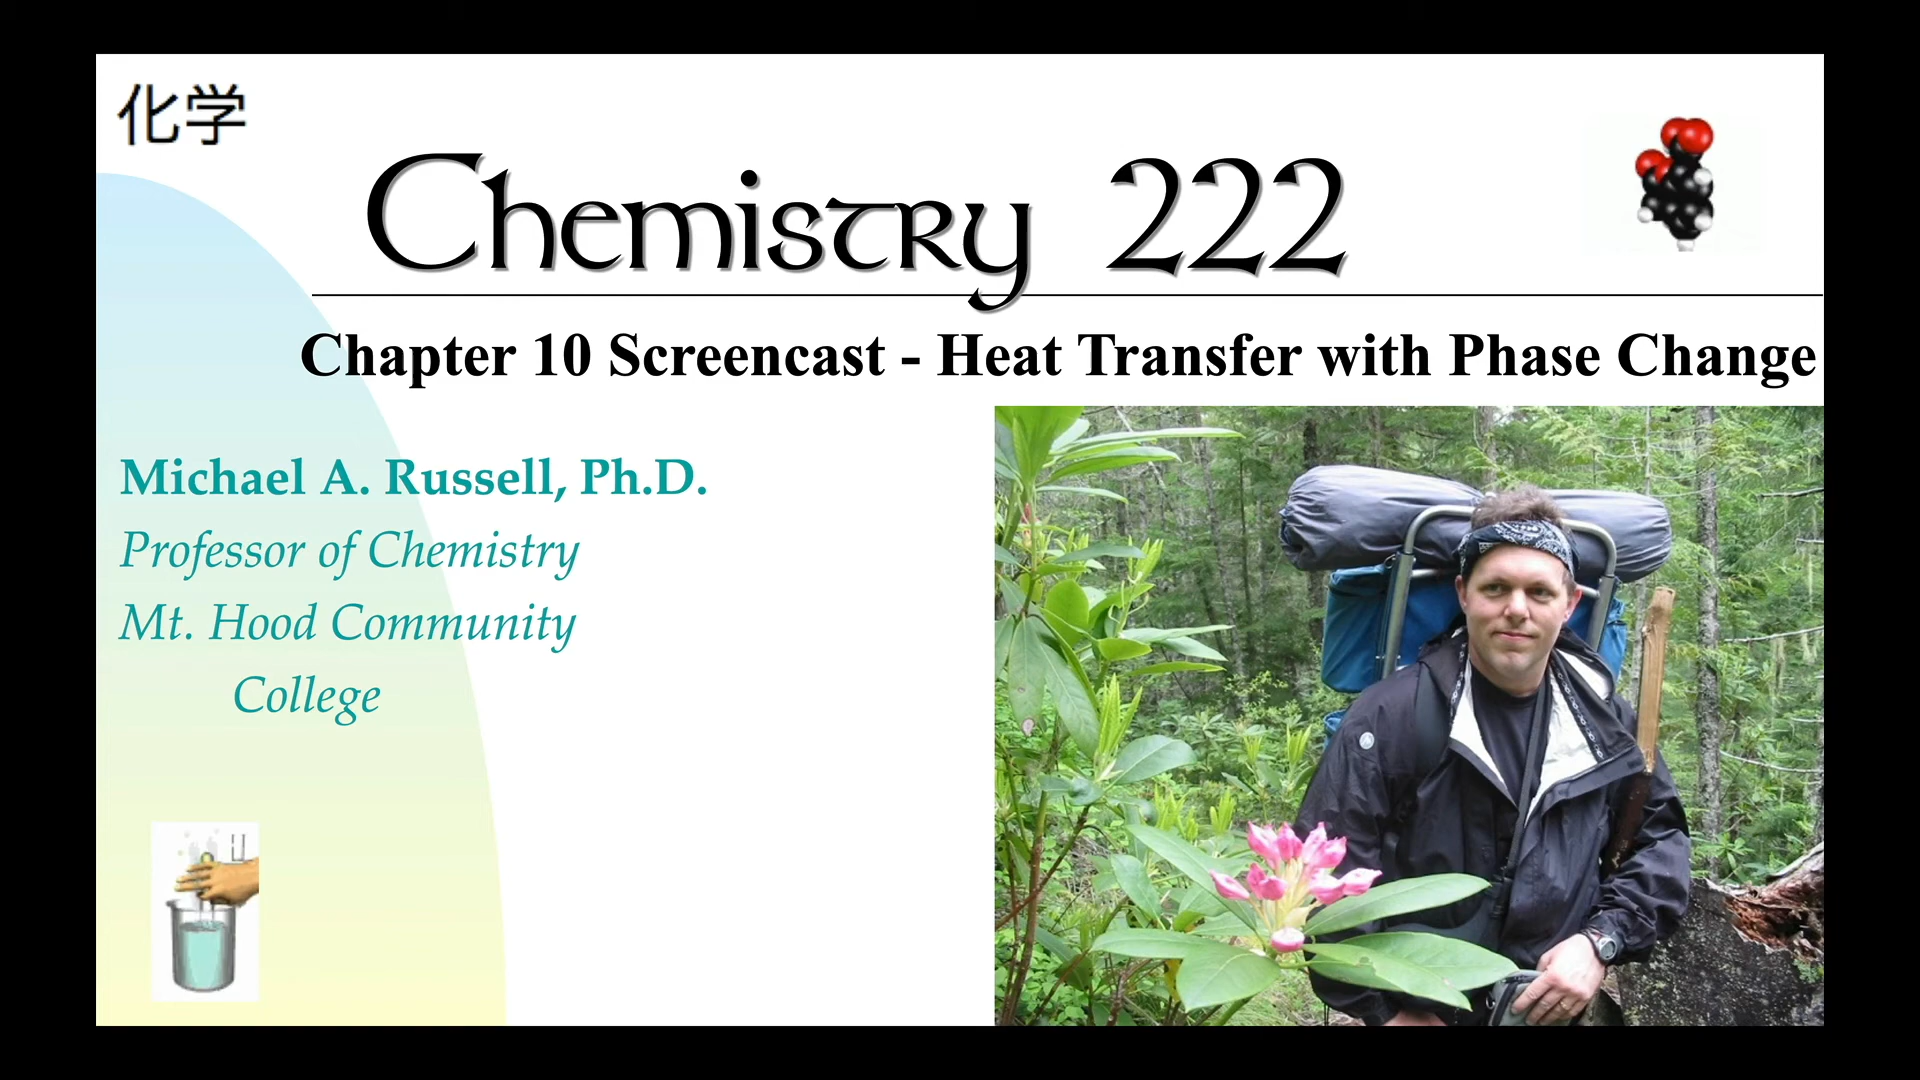 化学
Chemistry 222
Chapter 10 Screencast - Heat Transfer with Phase Change
Michael A. Russell, Ph.D.
Professor of Chemistry
Mt. Hood Community
College